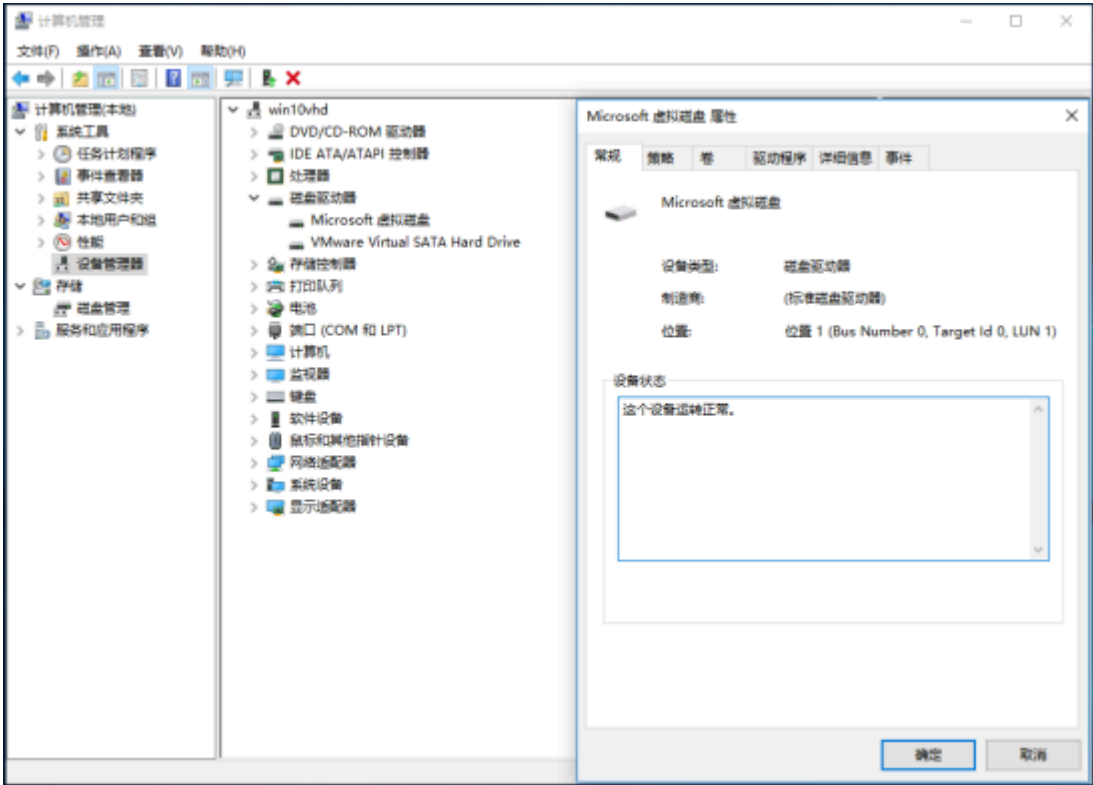 计算机管理
文件(F) 操作(A) 查看(V) 帮助(H)
计算机管理(本地)
系统工具
任务计划程序
事件查看器
共享文件夹
本地用户和组
性能
设备管理器
存储
磁盘管理
服务和应用程序
win10vhd
DVD/CD-ROM 驱动器
IDE ATA/ATAPI 控制器
处理器
磁盘驱动器
Microsoft 虚拟磁盘
VMware Virtual SATA Hard Drive
存储控制器
打印队列
电池
端口 (COM 和 LPT)
计算机
监视器
键盘
软件设备
鼠标和其他指针设备
网络适配器
系统设备
显示适配器
Microsoft 虚拟磁盘 属性
常规 策略 卷 驱动程序 详细信息 事件
Microsoft 虚拟磁盘
设备类型: 磁盘驱动器
制造商: (标准磁盘驱动器)
位置: 位置 1 (Bus Number 0, Target Id 0, LUN 1)
设备状态
这个设备运转正常。
确定 取消